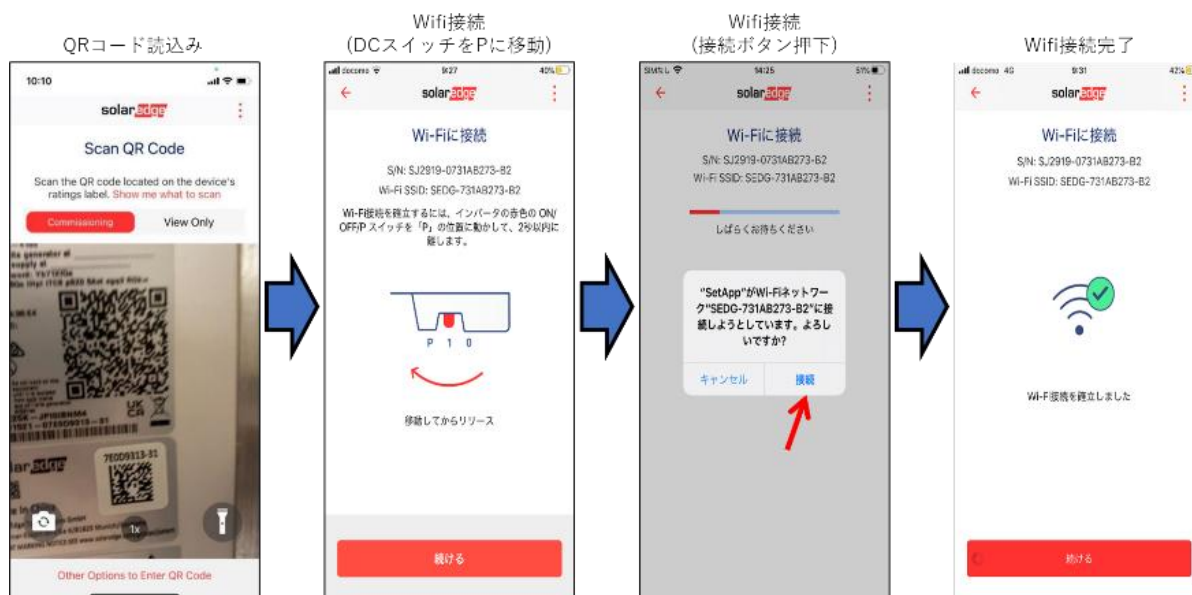 QRコード読込み
10:10
solaredge
Scan QR Code
Scan the QR code located on the device's
ratings label. Show me what to scan
Commissioning
View Only
UK
CA
solaredge
7E0D9313-31
1x
Other Options to Enter QR Code
Wifi接続
(DCスイッチをPに移動)
docomo
9:27
40%
solaredge
Wi-Fiに接続
S/N: SJ2919-0731AB273-B2
Wi-Fi SSID: SEDG-731AB273-B2
Wi-Fi接続を確立するには、インバータの赤色の ON/
OFF/P スイッチを「P」の位置に動かして、2秒以内に
離します。
P 1 0
移動してからリリース
続ける
Wifi接続
(接続ボタン押下)
SIMなし
14:25
51%
solaredge
Wi-Fiに接続
S/N: SJ2919-0731AB273-B2
Wi-Fi SSID: SEDG-731AB273-B2
しばらくお待ちください
"SetApp"がWi-Fiネットワー
ク"SEDG-731AB273-B2"に接
続しようとしています。よろし
いですか?
キャンセル
接続
Wifi接続完了
docomo 4G
9:31
42%
solaredge
Wi-Fiに接続
S/N: SJ2919-0731AB273-B2
Wi-Fi SSID: SEDG-731AB273-B2
Wi-Fi接続を確立しました
続ける